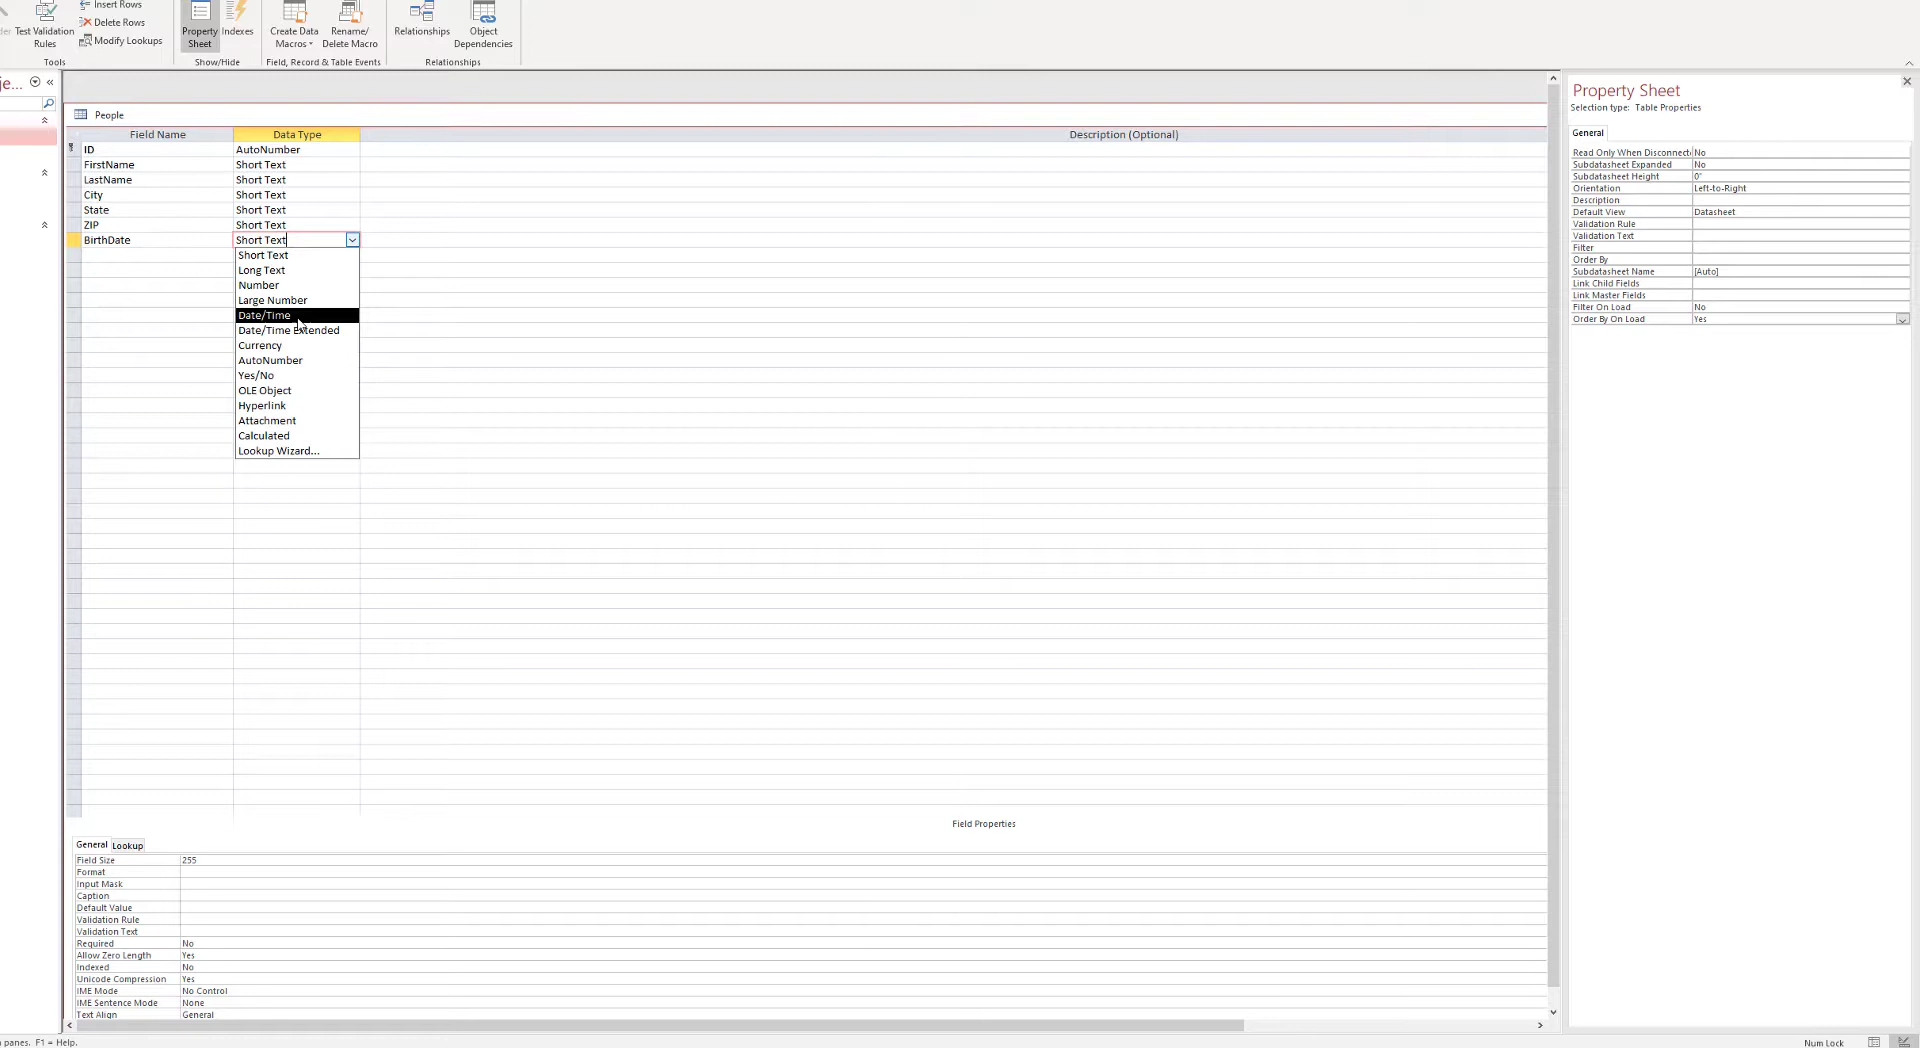 Insert Rows
Delete Rows
Modify Lookups
Test Validation
Rules
Property
Sheet
Indexes
Create Data
Macros
Rename/
Delete Macro
Relationships
Object
Dependencies
Tools
Show/Hide
Field, Record & Table Events
Relationships
je...
People
Field Name Data Type Description (Optional)
ID AutoNumber
FirstName Short Text
LastName Short Text
City Short Text
State Short Text
ZIP Short Text
BirthDate Short Text
Short Text
Long Text
Number
Large Number
Date/Time
Date/Time Extended
Currency
AutoNumber
Yes/No
OLE Object
Hyperlink
Attachment
Calculated
Lookup Wizard...
Field Properties
General Lookup
Field Size 255
Format
Input Mask
Caption
Default Value
Validation Rule
Validation Text
Required No
Allow Zero Length Yes
Indexed No
Unicode Compression Yes
IME Mode No Control
IME Sentence Mode None
Text Align General
Property Sheet
Selection type: Table Properties
General
Read Only When Disconnect No
Subdatasheet Expanded No
Subdatasheet Height 0"
Orientation Left-to-Right
Description
Default View Datasheet
Validation Rule
Validation Text
Filter
Order By
Subdatasheet Name [Auto]
Link Child Fields
Link Master Fields
Filter On Load No
Order By On Load Yes
panes. F1 = Help.
Num Lock